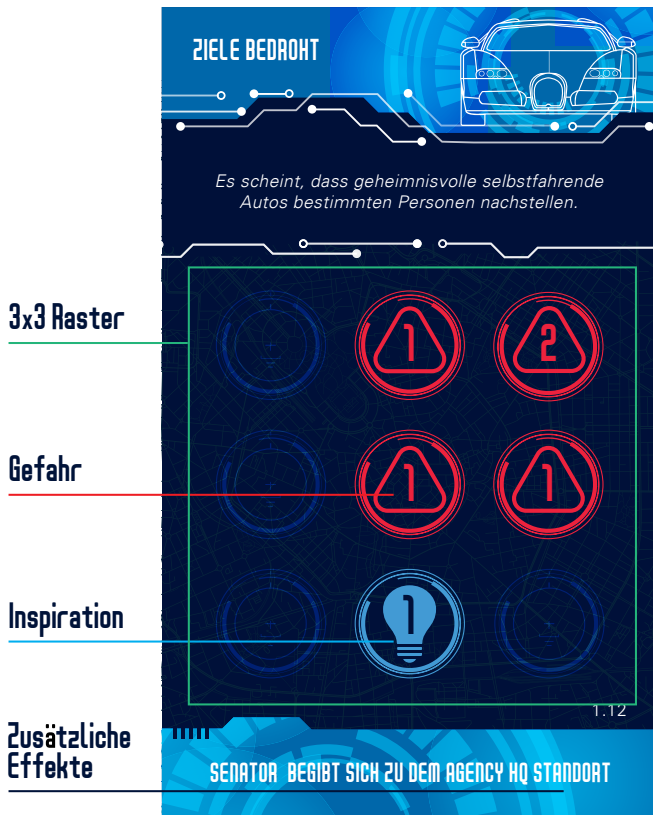 ZIELE BEDROHT
Es scheint, dass geheimnisvolle selbstfahrende
Autos bestimmten Personen nachstellen.
3x3 Raster
1
2
Gefahr
1
1
Inspiration
1
1.12
Zusätzliche
Effekte
SENATOR BEGIBT SICH ZU DEM AGENCY HQ STANDORT